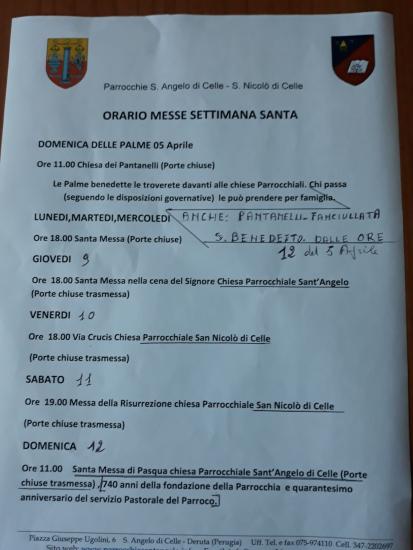 Parrocchie S. Angelo di Celle - S. Nicolò di Celle
ORARIO MESSE SETTIMANA SANTA
DOMENICA DELLE PALME 05 Aprile
Ore 11.00 Chiesa dei Pantanelli (Porte chiuse)
Le Palme benedette le troverete davanti alle chiese Parrocchiali. Chi passa
(seguendo le disposizioni governative) le può prendere per famiglia.
LUNEDI,MARTEDI,MERCOLEDI ANCHE: PANTANELLI-FANCIULLATA
Ore 18.00 Santa Messa (Porte chiuse) S. BENEDETTO. DALLE ORE
12 del 5 Aprile
GIOVEDI 9
Ore 18.00 Santa Messa nella cena del Signore Chiesa Parrocchiale Sant'Angelo
(Porte chiuse trasmessa)
VENERDI 10
Ore 18.00 Via Crucis Chiesa Parrocchiale San Nicolò di Celle
(Porte chiuse trasmessa)
SABATO 11
Ore 19.00 Messa della Risurrezione chiesa Parrocchiale San Nicolò di Celle
(Porte chiuse trasmessa)
DOMENICA 12
Ore 11.00 Santa Messa di Pasqua chiesa Parrocchiale Sant'Angelo di Celle (Porte
chiuse trasmessa) .[740 anni della fondazione della Parrocchia e quarantesimo
anniversario del servizio Pastorale del Parroco.]
Piazza Giuseppe Ugolini, 6 S. Angelo di Celle - Deruta (Perugia) Uff. Tel. e fax 075-974110 Cell. 347-2202697
Sito web: